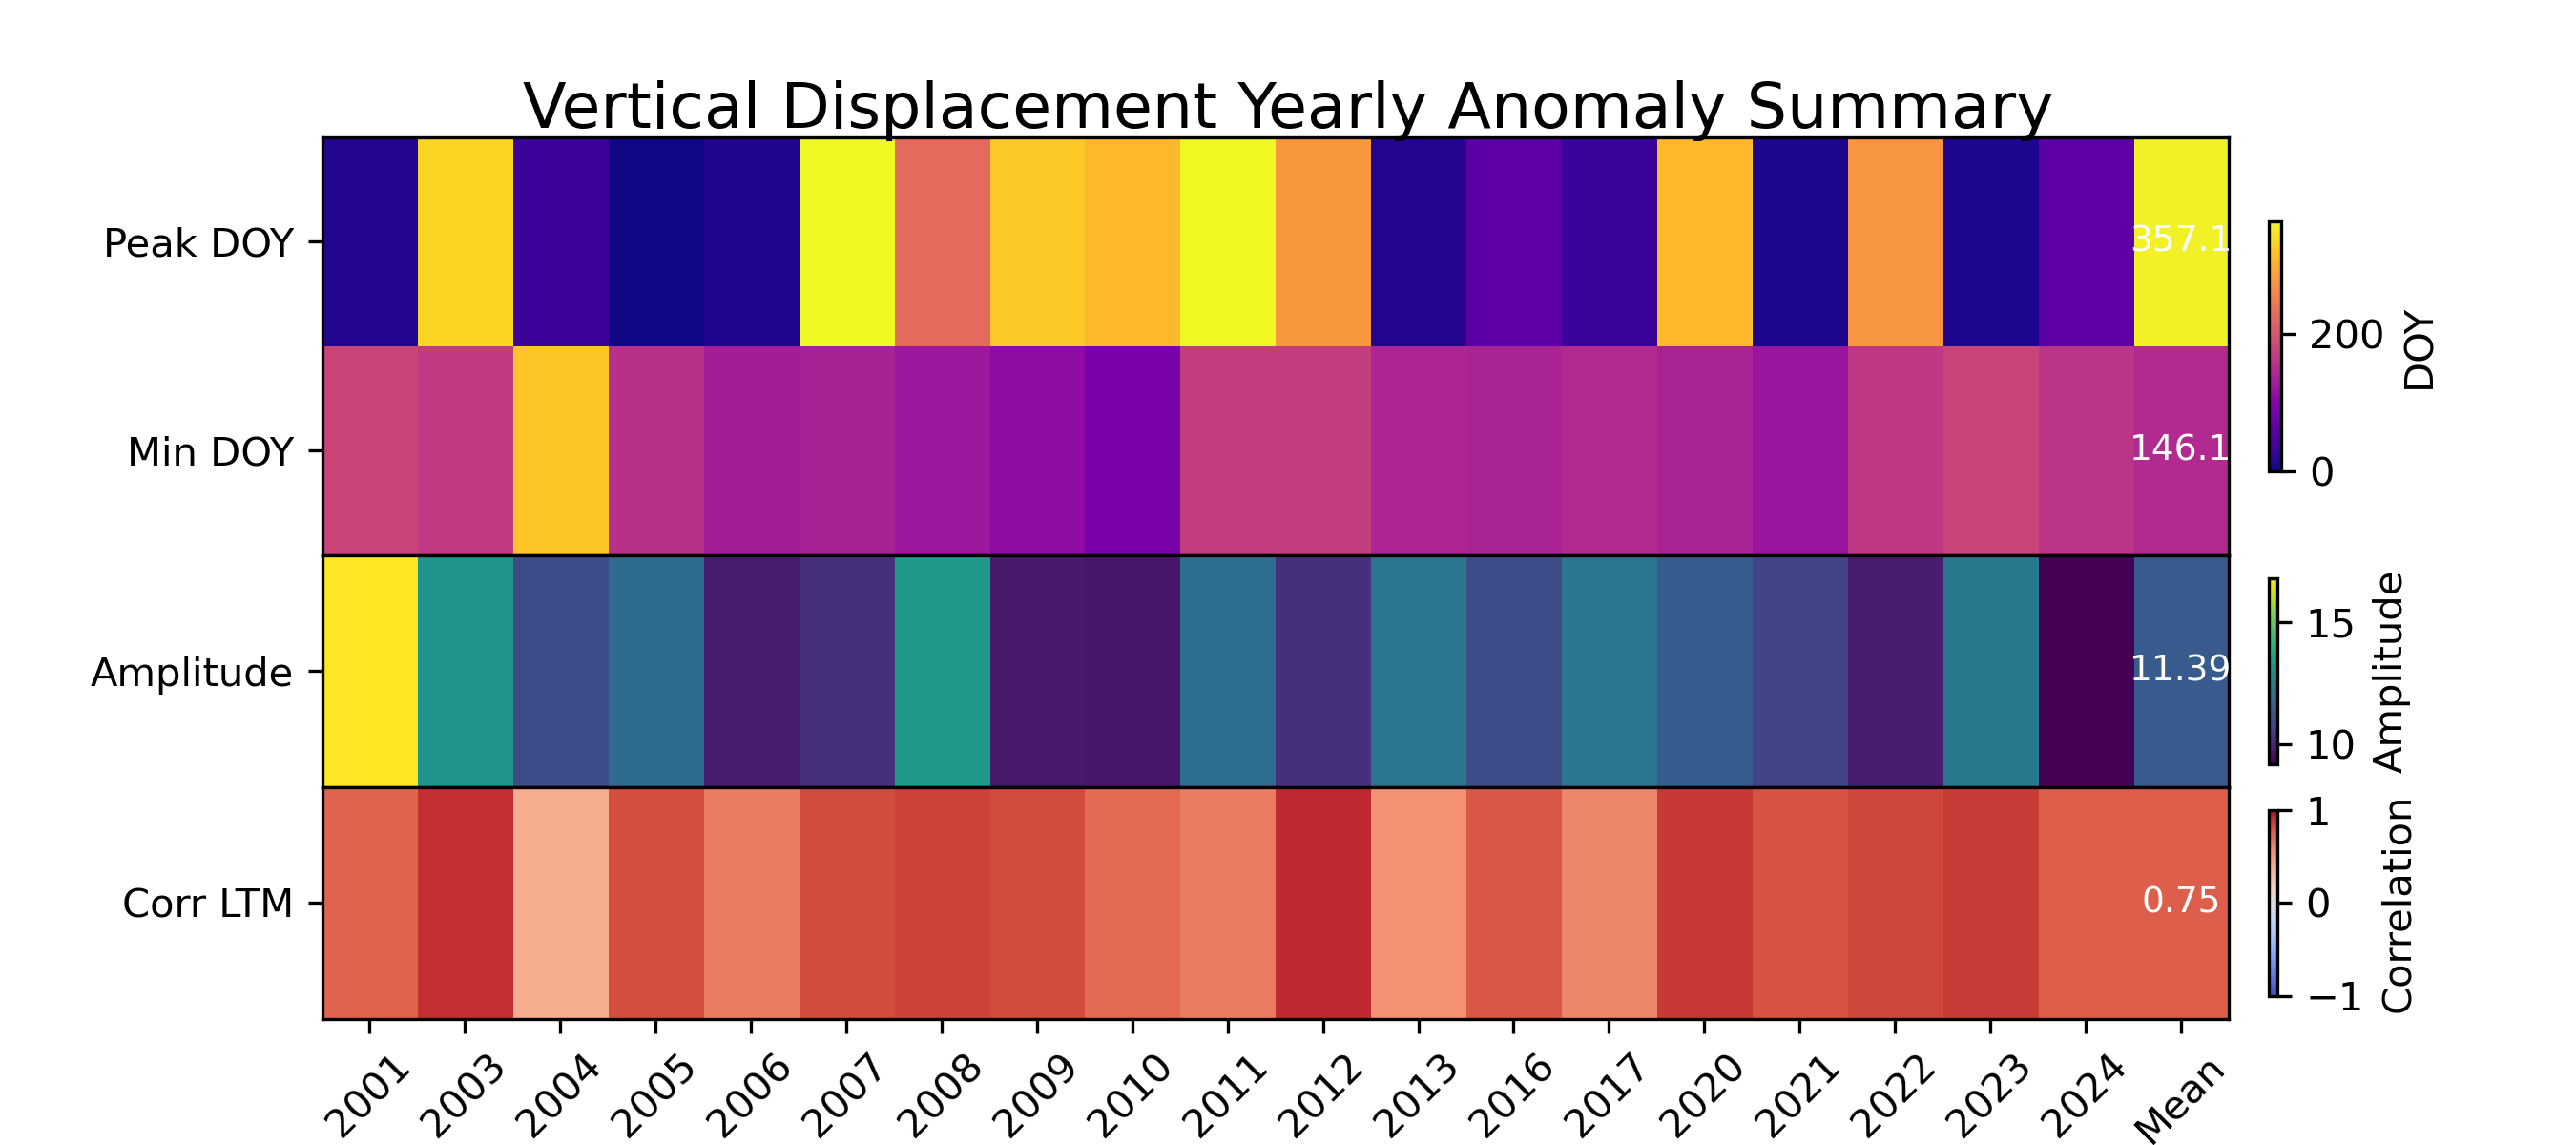 Vertical Displacement Yearly Anomaly Summary
Peak DOY
357.1
Min DOY
146.1
200
0
DOY
Amplitude
11.39
15
10
Amplitude
Corr LTM
0.75
1
0
−1
Correlation
2001 2003 2004 2005 2006 2007 2008 2009 2010 2011 2012 2013 2016 2017 2020 2021 2022 2023 2024 Mean